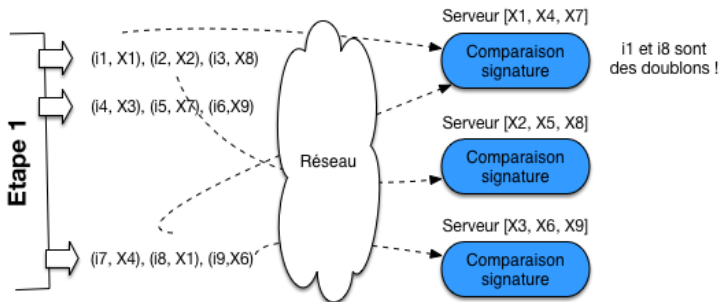 Etape 1
(i1, X1), (i2, X2), (i3, X8)
(i4, X3), (i5, X7), (i6,X9)
(i7, X4), (i8, X1), (i9,X6)
Réseau
Serveur [X1, X4, X7]
Comparaison
signature
i1 et i8 sont
des doublons !
Serveur [X2, X5, X8]
Comparaison
signature
Serveur [X3, X6, X9]
Comparaison
signature